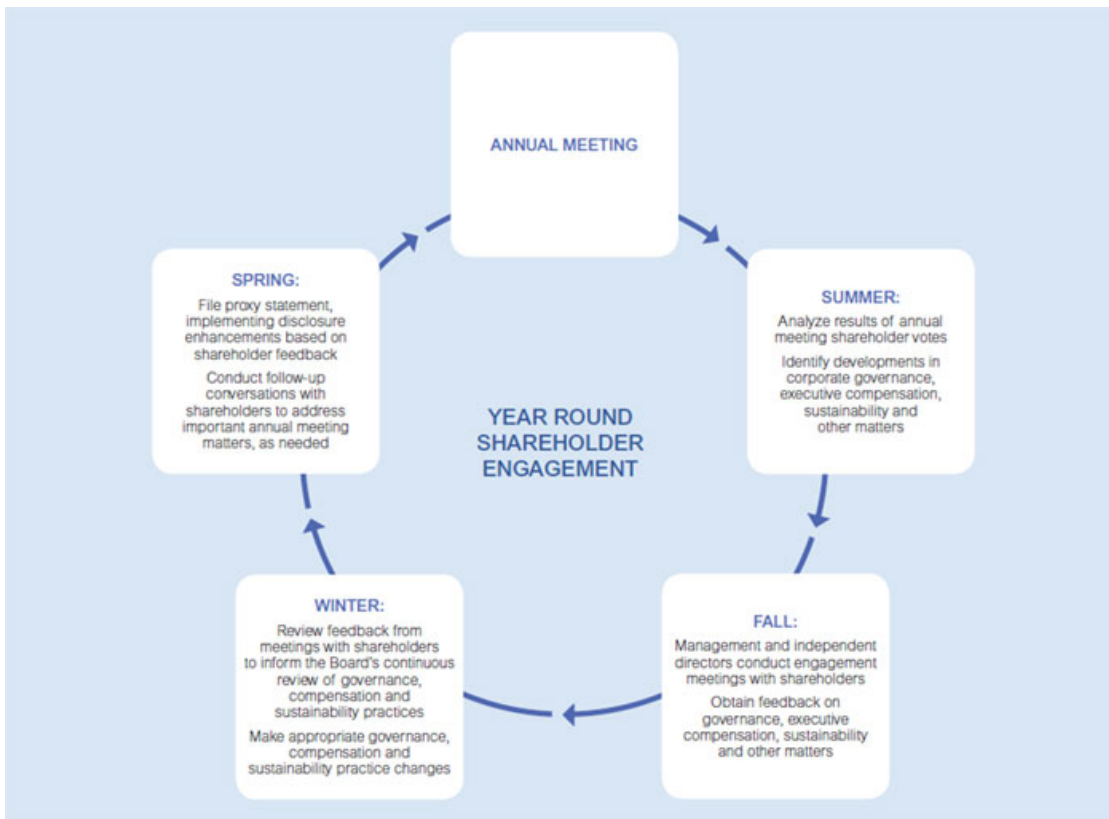 ANNUAL MEETING
SPRING:
File proxy statement,
implementing disclosure
enhancements based on
shareholder feedback
Conduct follow-up
conversations with
shareholders to address
important annual meeting
matters, as needed
SUMMER:
Analyze results of annual
meeting shareholder votes
Identify developments in
corporate governance,
executive compensation,
sustainability and
other matters
YEAR ROUND
SHAREHOLDER
ENGAGEMENT
WINTER:
Review feedback from
meetings with shareholders
to inform the Board's continuous
review of governance,
compensation and
sustainability practices
Make appropriate governance,
compensation and
sustainability practice changes
FALL:
Management and independent
directors conduct engagement
meetings with shareholders
Obtain feedback on
governance, executive
compensation, sustainability
and other matters